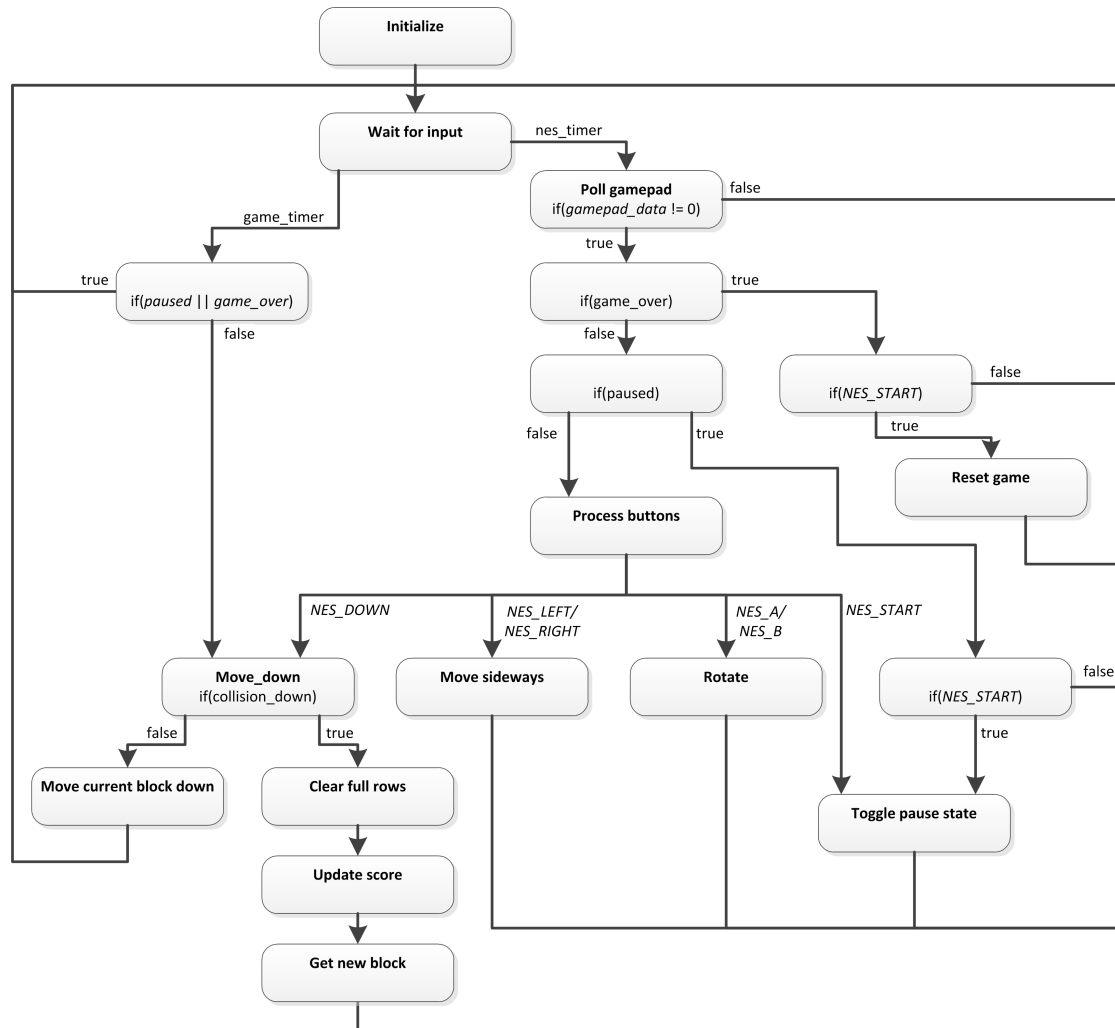 Initialize
Wait for input
nes_timer
Poll gamepad
if(gamepad_data != 0)
false
game_timer
true
true
if(paused || game_over)
if(game_over)
true
false
false
if(paused)
if(NES_START)
false
false
true
true
Reset game
Process buttons
NES_DOWN
NES_LEFT/
NES_RIGHT
NES_A/
NES_B
NES_START
Move_down
if(collision_down)
Move sideways
Rotate
if(NES_START)
false
false
true
true
Move current block down
Clear full rows
Toggle pause state
Update score
Get new block